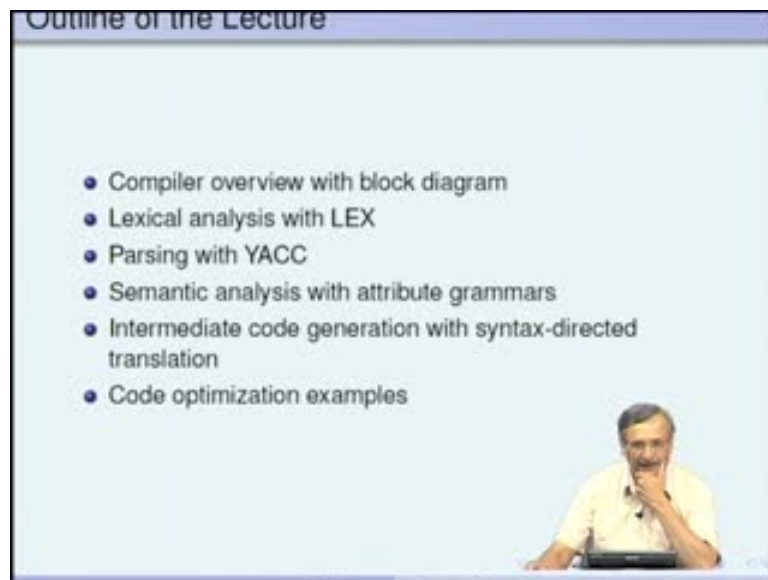 Outline of the Lecture
Compiler overview with block diagram
Lexical analysis with LEX
Parsing with YACC
Semantic analysis with attribute grammars
Intermediate code generation with syntax-directed
translation
Code optimization examples